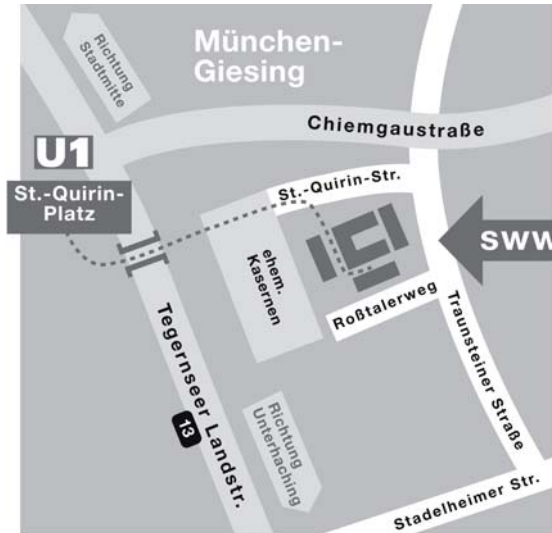 Richtung
Stadtmitte
München-
Giesing
Chiemgaustraße
U1
St.-Quirin-
Platz
St.-Quirin-Str.
SWW
ehem.
Kasernen
Roßtalerweg
Tegernseer Landstr.
13
Traunsteiner Straße
Richtung
Unterhaching
Stadelheimer Str.